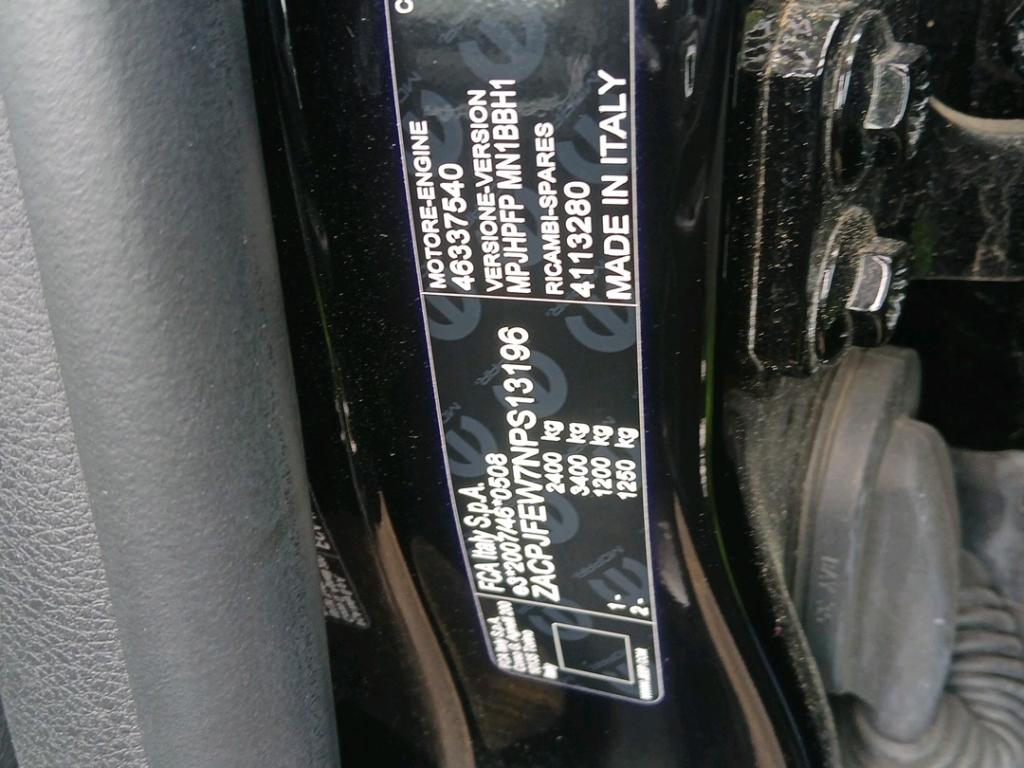 FCA Italy S.p.A.
e3*2007/46*0508
ZACPJFEW7NPS13196
2400 kg
3400 kg
1- 1200 kg
2- 1250 kg
MOTORE-ENGINE
46337540
VERSIONE-VERSION
MPJHPFP MN1BBH1
RICAMBI-SPARES
4113280
MADE IN ITALY